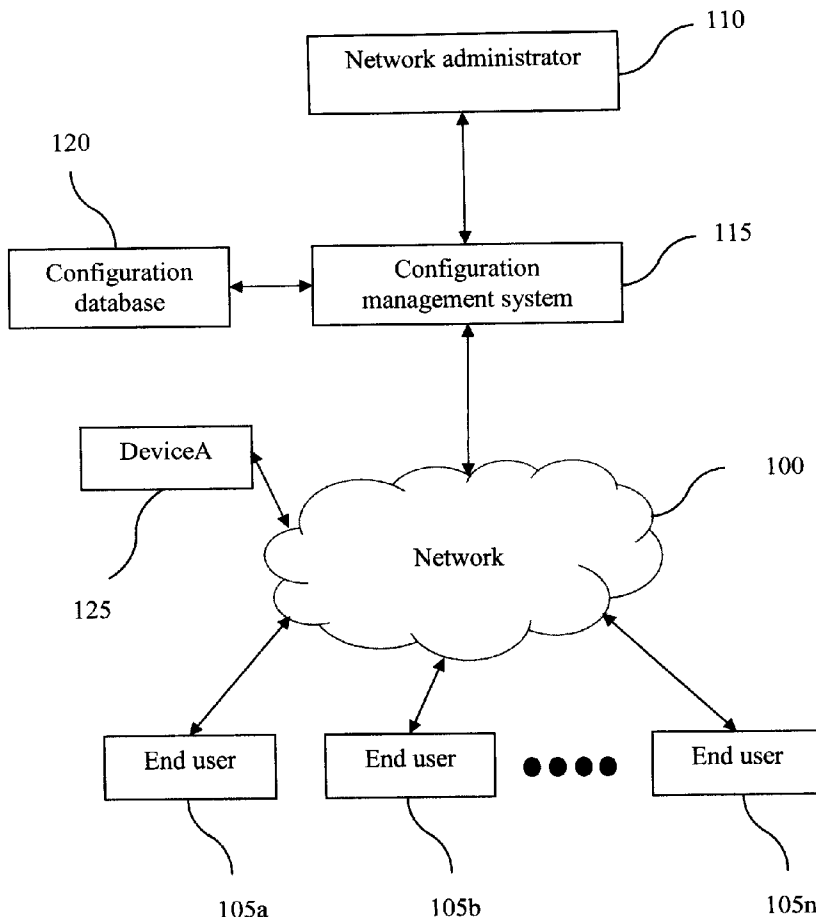 110
Network administrator
120
115
Configuration
database
Configuration
management system
DeviceA
100
Network
125
End user
End user
End user
105a
105b
105n